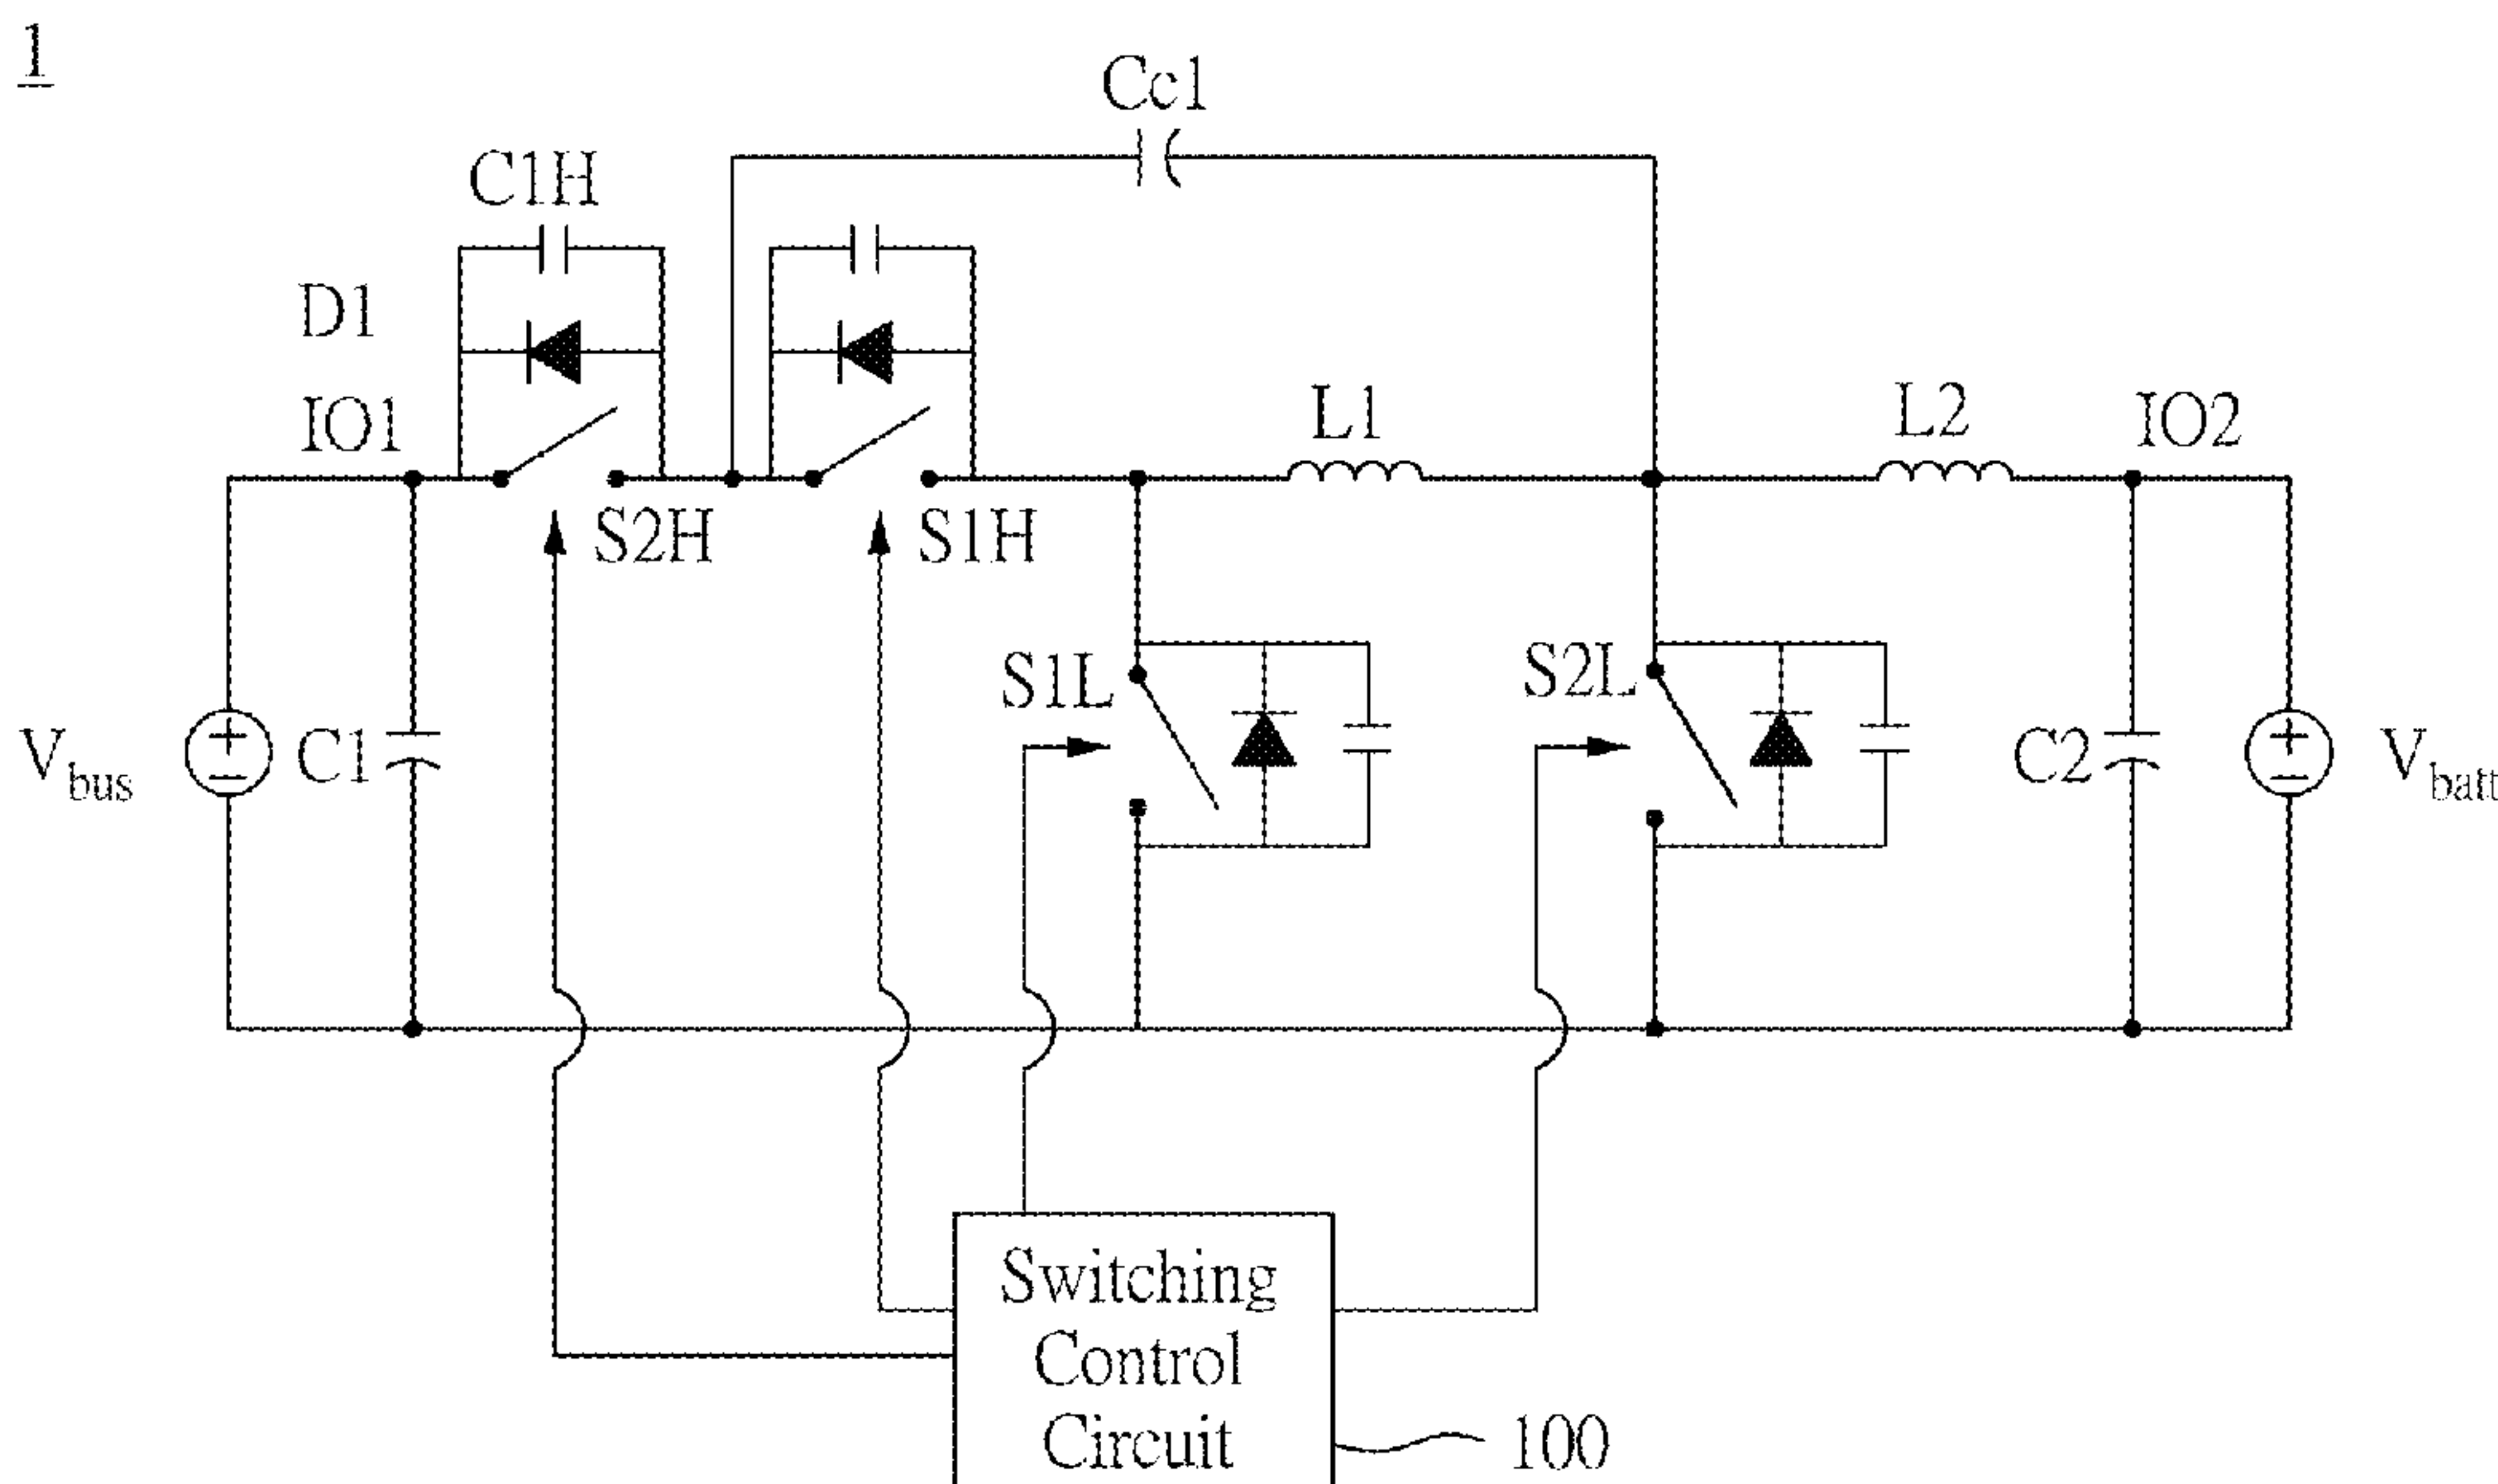 1
Cc1
C1H
D1
IO1
L1
L2
IO2
S2H
S1H
S1L
S2L
Vbus
C1
C2
Vbatt
Switching
Control
Circuit
100